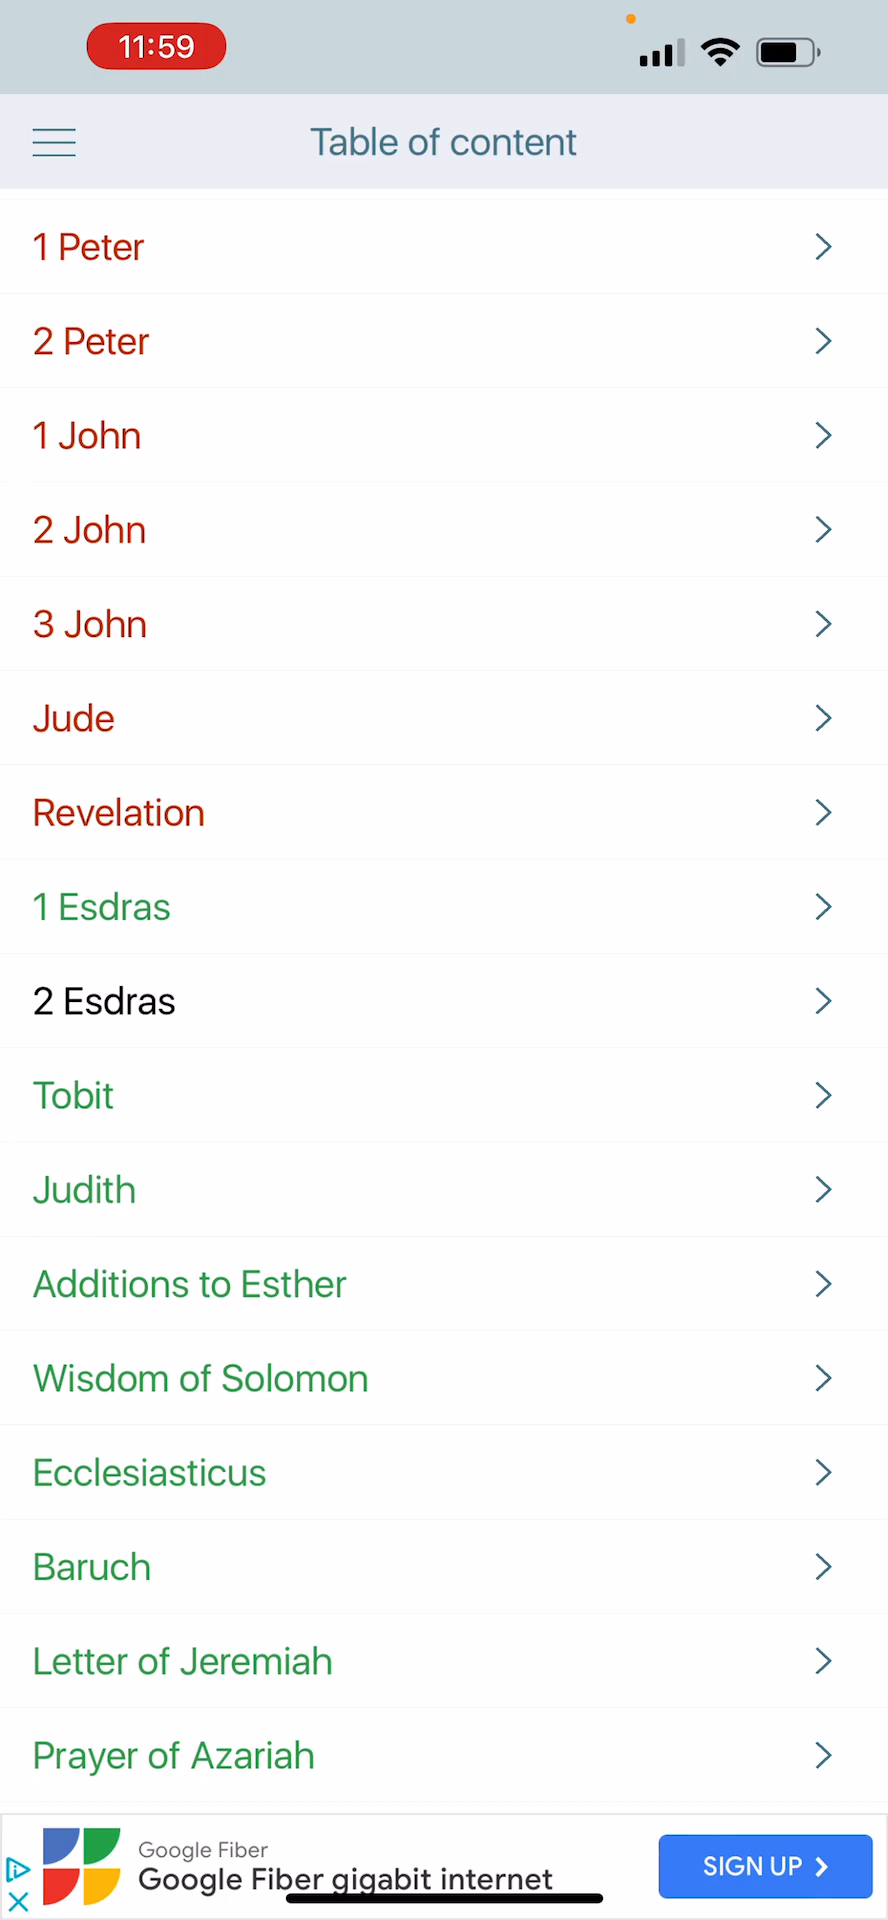 11:59
Table of content
1 Peter
2 Peter
1 John
2 John
3 John
Jude
Revelation
1 Esdras
2 Esdras
Tobit
Judith
Additions to Esther
Wisdom of Solomon
Ecclesiasticus
Baruch
Letter of Jeremiah
Prayer of Azariah
Google Fiber
Google Fiber gigabit internet
SIGN UP